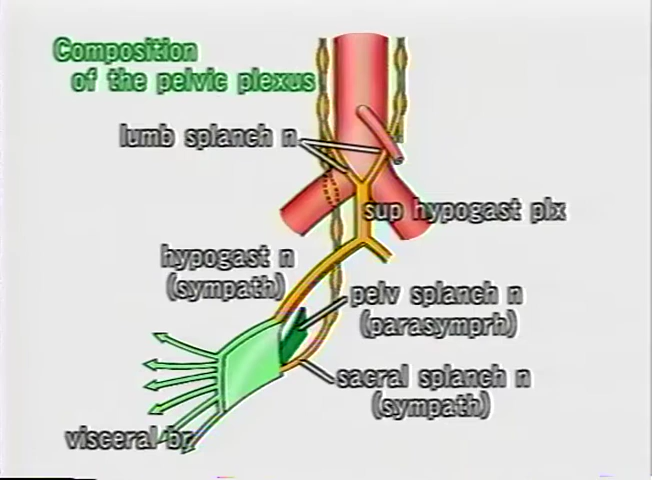 Composition
of the pelvic plexus
lumb splanch n
sup hypogast plx
hypogast n
(sympath)
pelv splanch n
(parasymprh)
sacral splanch n
(sympath)
visceral br